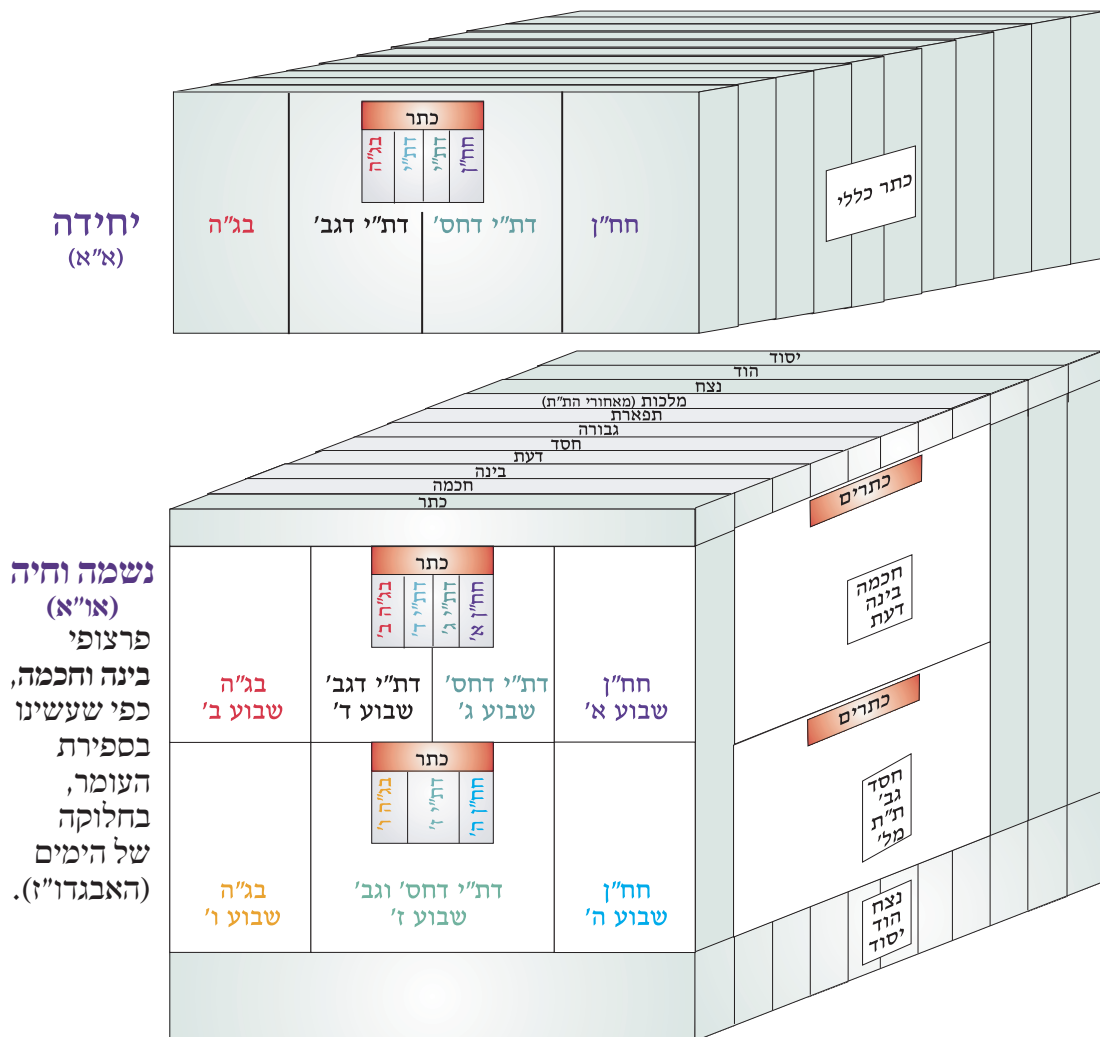 כתר
חח"ן
דת"י
דת"י
בג"ה
חח"ן
דת"י דחס'
דת"י דגב'
בג"ה
כתר כללי
יחידה
(א"א)
יסוד
הוד
נצח
מלכות (מאחורי הת"ת)
תפארת
גבורה
חסד
דעת
בינה
חכמה
כתר
כתרים
חכמה
בינה
דעת
כתרים
חסד
גב'
ת"ת
מל'
נצח
הוד
יסוד
כתר
חח"ן א'
דת"י ג'
דת"י ד'
בג"ה ב'
חח"ן
שבוע א'
דת"י דחס'
שבוע ג'
דת"י דגב'
שבוע ד'
בג"ה
שבוע ב'
כתר
חח"ן ה'
דת"י ז'
בג"ה ו'
חח"ן
שבוע ה'
דת"י דחס' וגב'
שבוע ז'
בג"ה
שבוע ו'
נשמה וחיה
(או"א)
פרצופי
בינה וחכמה,
כפי שעשינו
בספירת
העומר,
בחלוקה
של הימים
(האבגדו"ז).